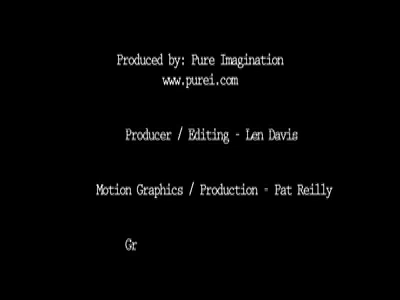 Produced by: Pure Imagination
www.purei.com
Producer / Editing - Len Davis
Motion Graphics / Production - Pat Reilly
Gr